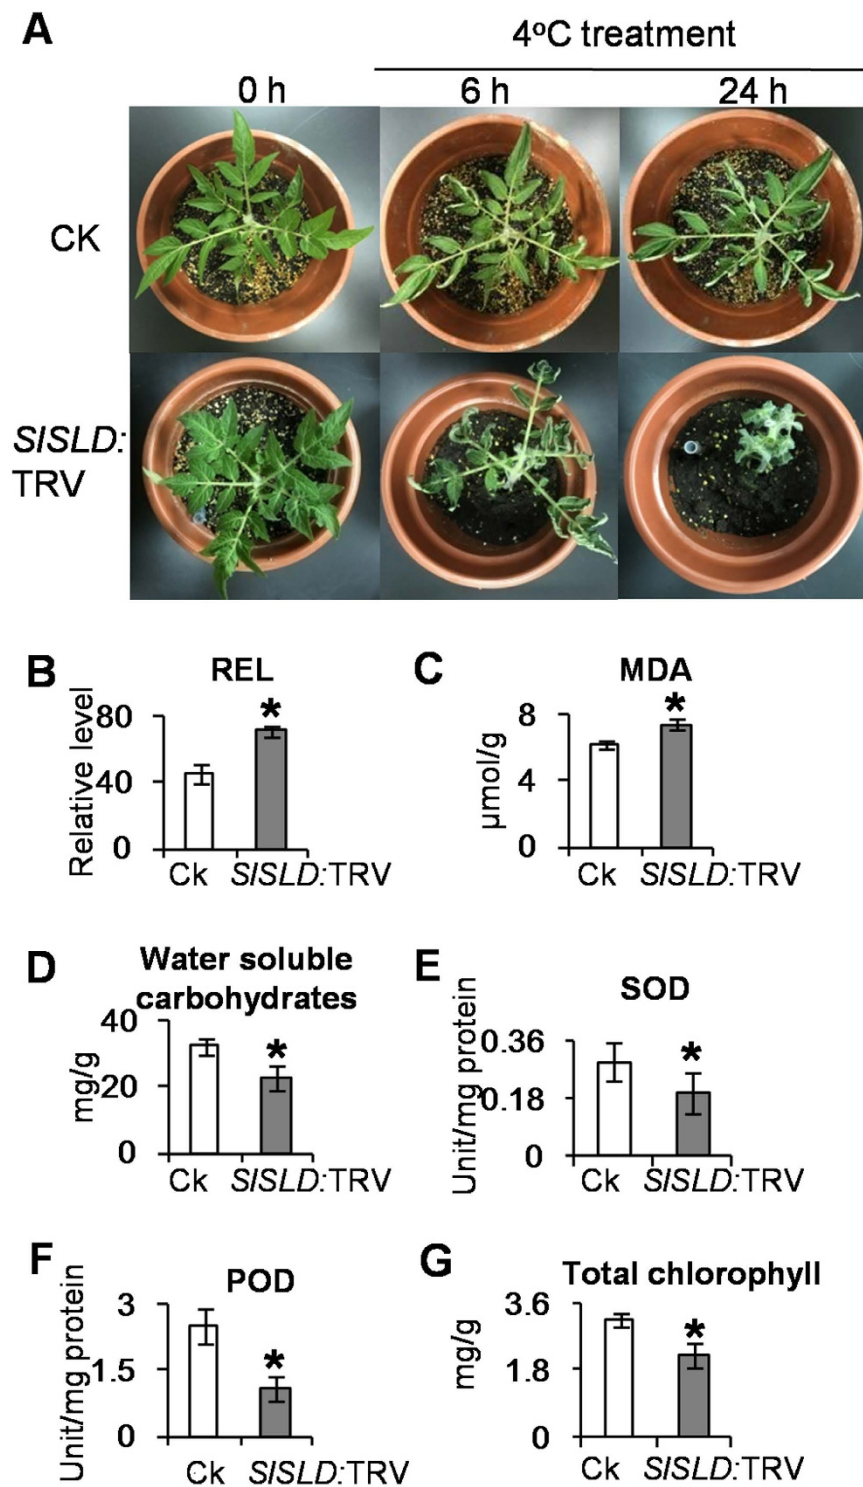 A
4ºC treatment
0 h 6 h 24 h
CK
SlSLD:
TRV
B REL
Relative level
80
40
0
Ck SlSLD:TRV
*
C MDA
µmol/g
8
4
0
Ck SlSLD:TRV
*
D Water soluble
carbohydrates
mg/g
40
20
0
Ck SlSLD:TRV
*
E SOD
Unit/mg protein
0.36
0.18
0
Ck SlSLD:TRV
*
F POD
Unit/mg protein
3
1.5
0
Ck SlSLD:TRV
*
G Total chlorophyll
mg/g
3.6
1.8
0
Ck SlSLD:TRV
*